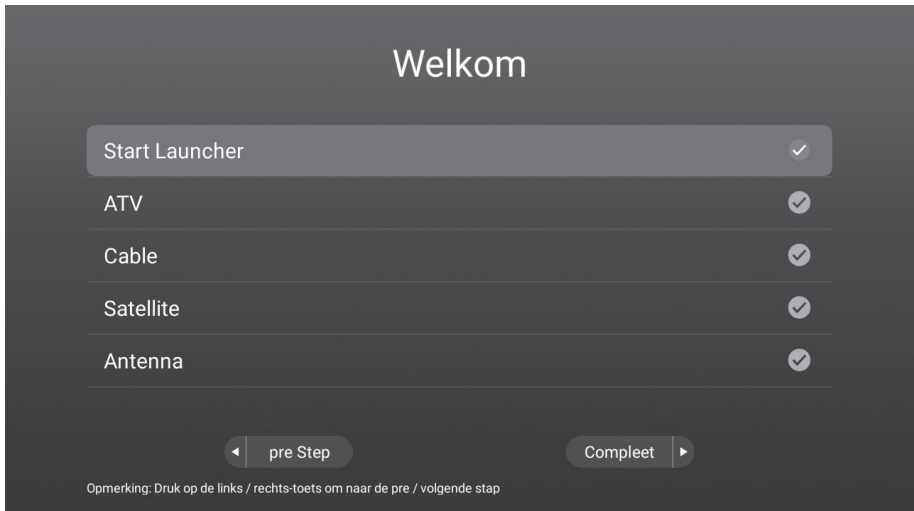 Welkom
Start Launcher
ATV
Cable
Satellite
Antenna
pre Step
Compleet
Opmerking: Druk op de links / rechts-toets om naar de pre / volgende stap